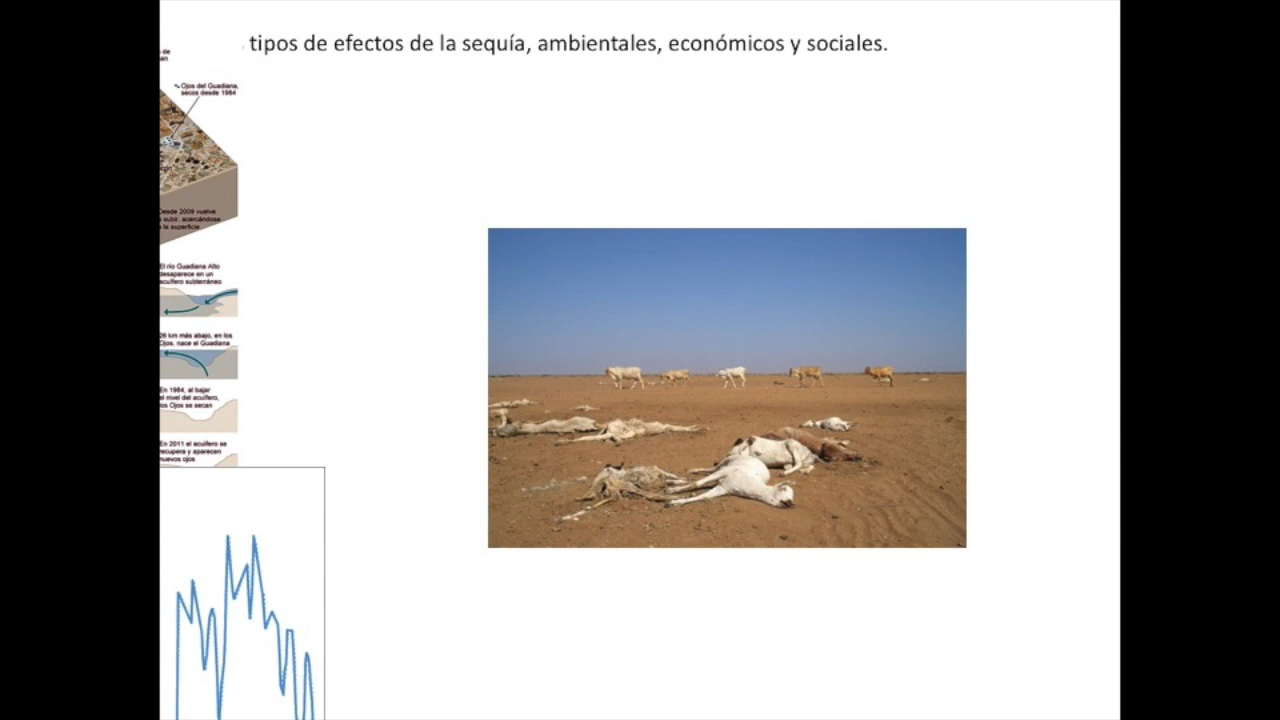 tipos de efectos de la sequía, ambientales, económicos y sociales.
de
an
Ojos del Guadiana,
secos desde 1984
Desde 2009 vuelve
a subir, acercándose
a la superficie
El río Guadiana Alto
desaparece en un
acuífero subterráneo
26 km más abajo, en los
Ojos, nace el Guadiana
En 1984, al bajar
el nivel del acuífero,
los Ojos se secan
En 2011 el acuífero se
recupera y aparecen
nuevos ojos